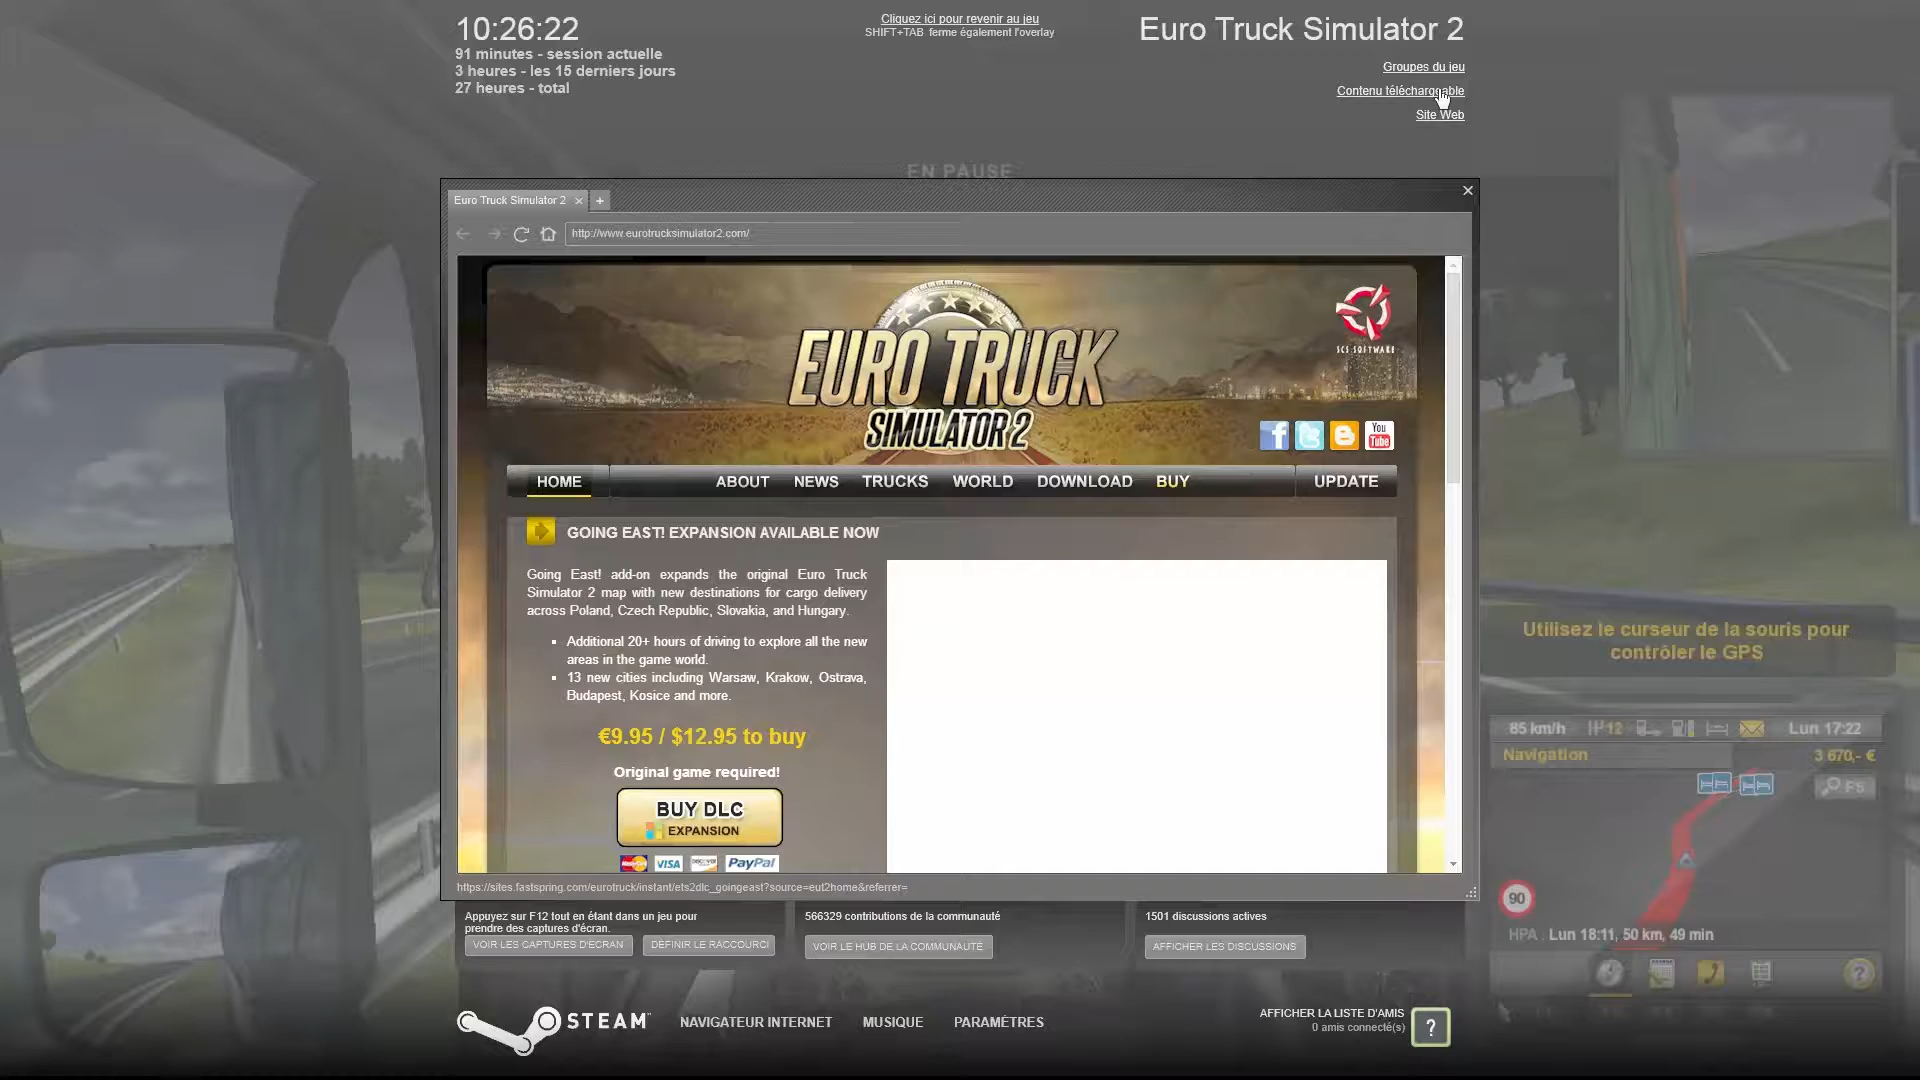 10:26:22
91 minutes - session actuelle
3 heures - les 15 derniers jours
27 heures - total
Cliquez ici pour revenir au jeu
SHIFT+TAB ferme également l'overlay
Euro Truck Simulator 2
Groupes du jeu
Contenu téléchargeable
Site Web
EN PAUSE
Euro Truck Simulator 2
http://www.eurotrucksimulator2.com/
EURO TRUCK
SIMULATOR 2
SCS SOFTWARE
You
Tube
HOME ABOUT NEWS TRUCKS WORLD DOWNLOAD BUY UPDATE
GOING EAST! EXPANSION AVAILABLE NOW
Going East! add-on expands the original Euro Truck
Simulator 2 map with new destinations for cargo delivery
across Poland, Czech Republic, Slovakia, and Hungary.
Additional 20+ hours of driving to explore all the new
areas in the game world.
13 new cities including Warsaw, Krakow, Ostrava,
Budapest, Kosice and more.
€9.95 / $12.95 to buy
Original game required!
BUY DLC
EXPANSION
MasterCard VISA DISCOVER PayPal
https://sites.fastspring.com/eurotruck/instant/ets2dlc_goingeast?source=eut2home&referrer=
Utilisez le curseur de la souris pour
contrôler le GPS
85 km/h 12 Lun 17:22
Navigation 3 670,- €
F5
90
HPA : Lun 18:11, 50 km, 49 min
?
Appuyez sur F12 tout en étant dans un jeu pour
prendre des captures d'écran.
VOIR LES CAPTURES D'ÉCRAN DÉFINIR LE RACCOURCI
566329 contributions de la communauté
VOIR LE HUB DE LA COMMUNAUTÉ
1501 discussions actives
AFFICHER LES DISCUSSIONS
STEAM NAVIGATEUR INTERNET MUSIQUE PARAMÈTRES
AFFICHER LA LISTE D'AMIS
0 amis connecté(s)
?